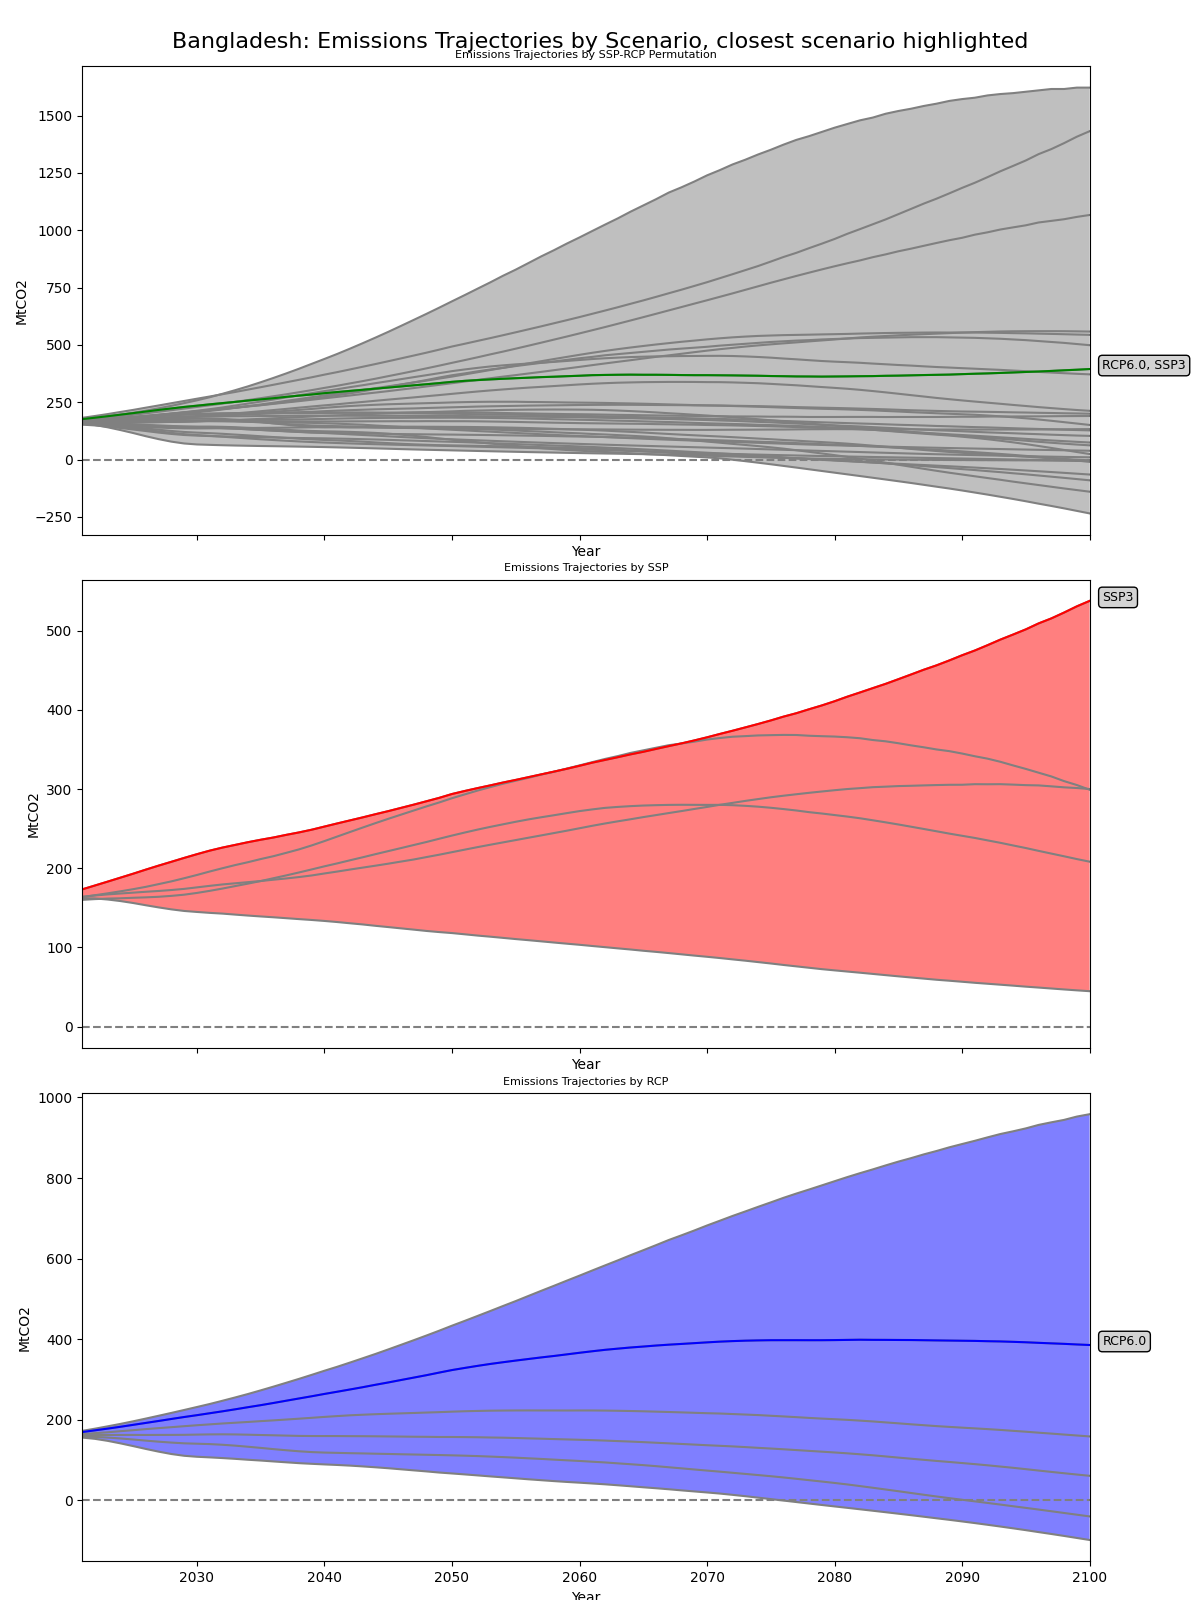 Bangladesh: Emissions Trajectories by Scenario, closest scenario highlighted
Emissions Trajectories by SSP-RCP Permutation
1500
1250
1000
750
500
250
0
−250
MtCO2
RCP6.0, SSP3
Year
Emissions Trajectories by SSP
500
400
300
200
100
0
MtCO2
SSP3
Year
Emissions Trajectories by RCP
1000
800
600
400
200
0
MtCO2
RCP6.0
2030 2040 2050 2060 2070 2080 2090 2100
Year